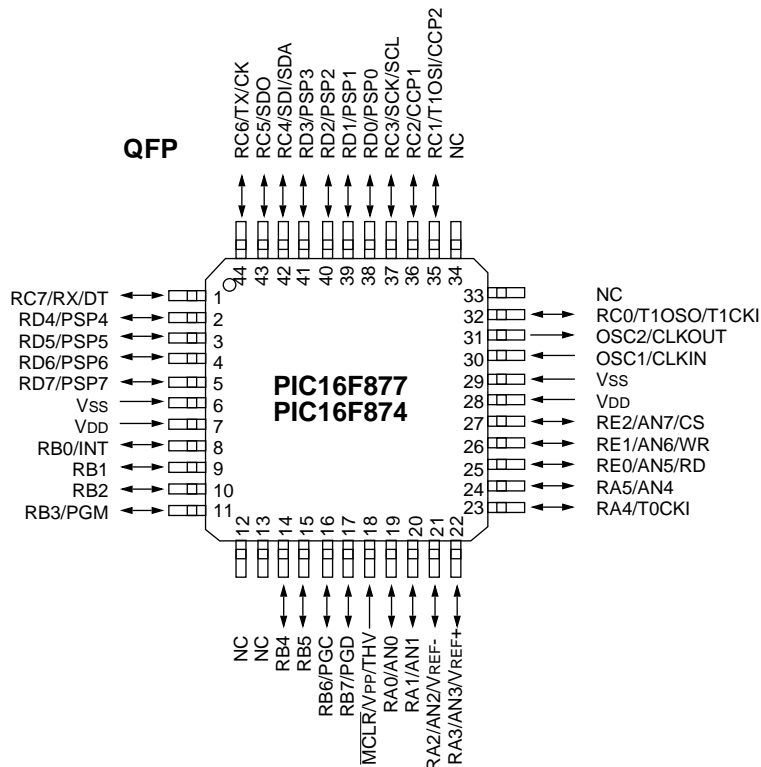 QFP
RC6/TX/CK
RC5/SDO
RC4/SDI/SDA
RD3/PSP3
RD2/PSP2
RD1/PSP1
RD0/PSP0
RC3/SCK/SCL
RC2/CCP1
RC1/T1OSI/CCP2
NC
44
43
42
41
40
39
38
37
36
35
34
RC7/RX/DT
RD4/PSP4
RD5/PSP5
RD6/PSP6
RD7/PSP7
VSS
VDD
RB0/INT
RB1
RB2
RB3/PGM
1
2
3
4
5
6
7
8
9
10
11
PIC16F877
PIC16F874
33
32
31
30
29
28
27
26
25
24
23
NC
RC0/T1OSO/T1CKI
OSC2/CLKOUT
OSC1/CLKIN
VSS
VDD
RE2/AN7/CS
RE1/AN6/WR
RE0/AN5/RD
RA5/AN4
RA4/T0CKI
12
13
14
15
16
17
18
19
20
21
22
NC
NC
RB4
RB5
RB6/PGC
RB7/PGD
MCLR/VPP/THV
RA0/AN0
RA1/AN1
RA2/AN2/VREF-
RA3/AN3/VREF+